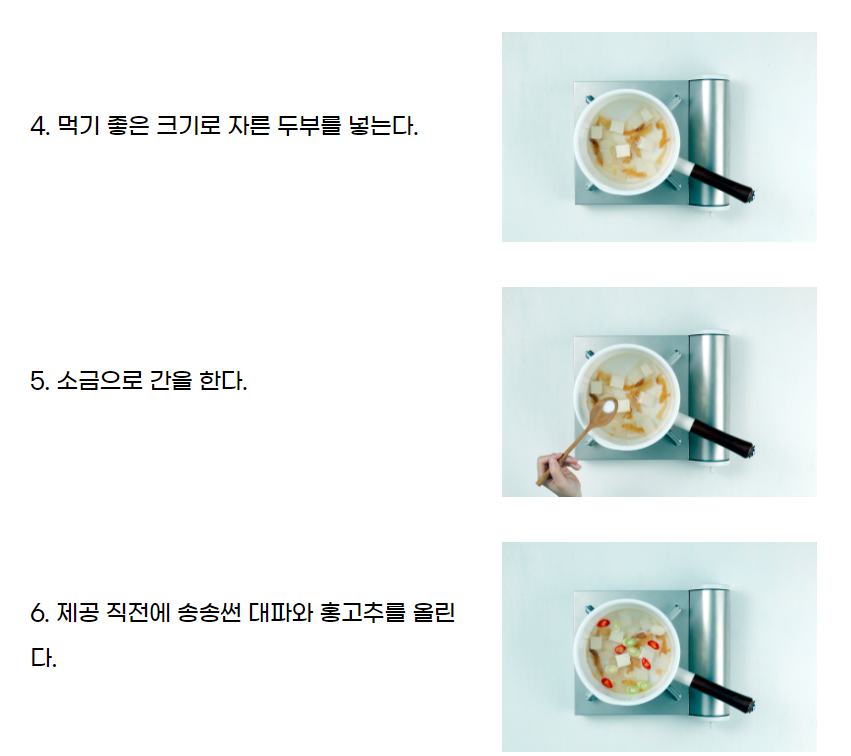 4. 먹기 좋은 크기로 자른 두부를 넣는다.
5. 소금으로 간을 한다.
6. 제공 직전에 송송썬 대파와 홍고추를 올린
다.